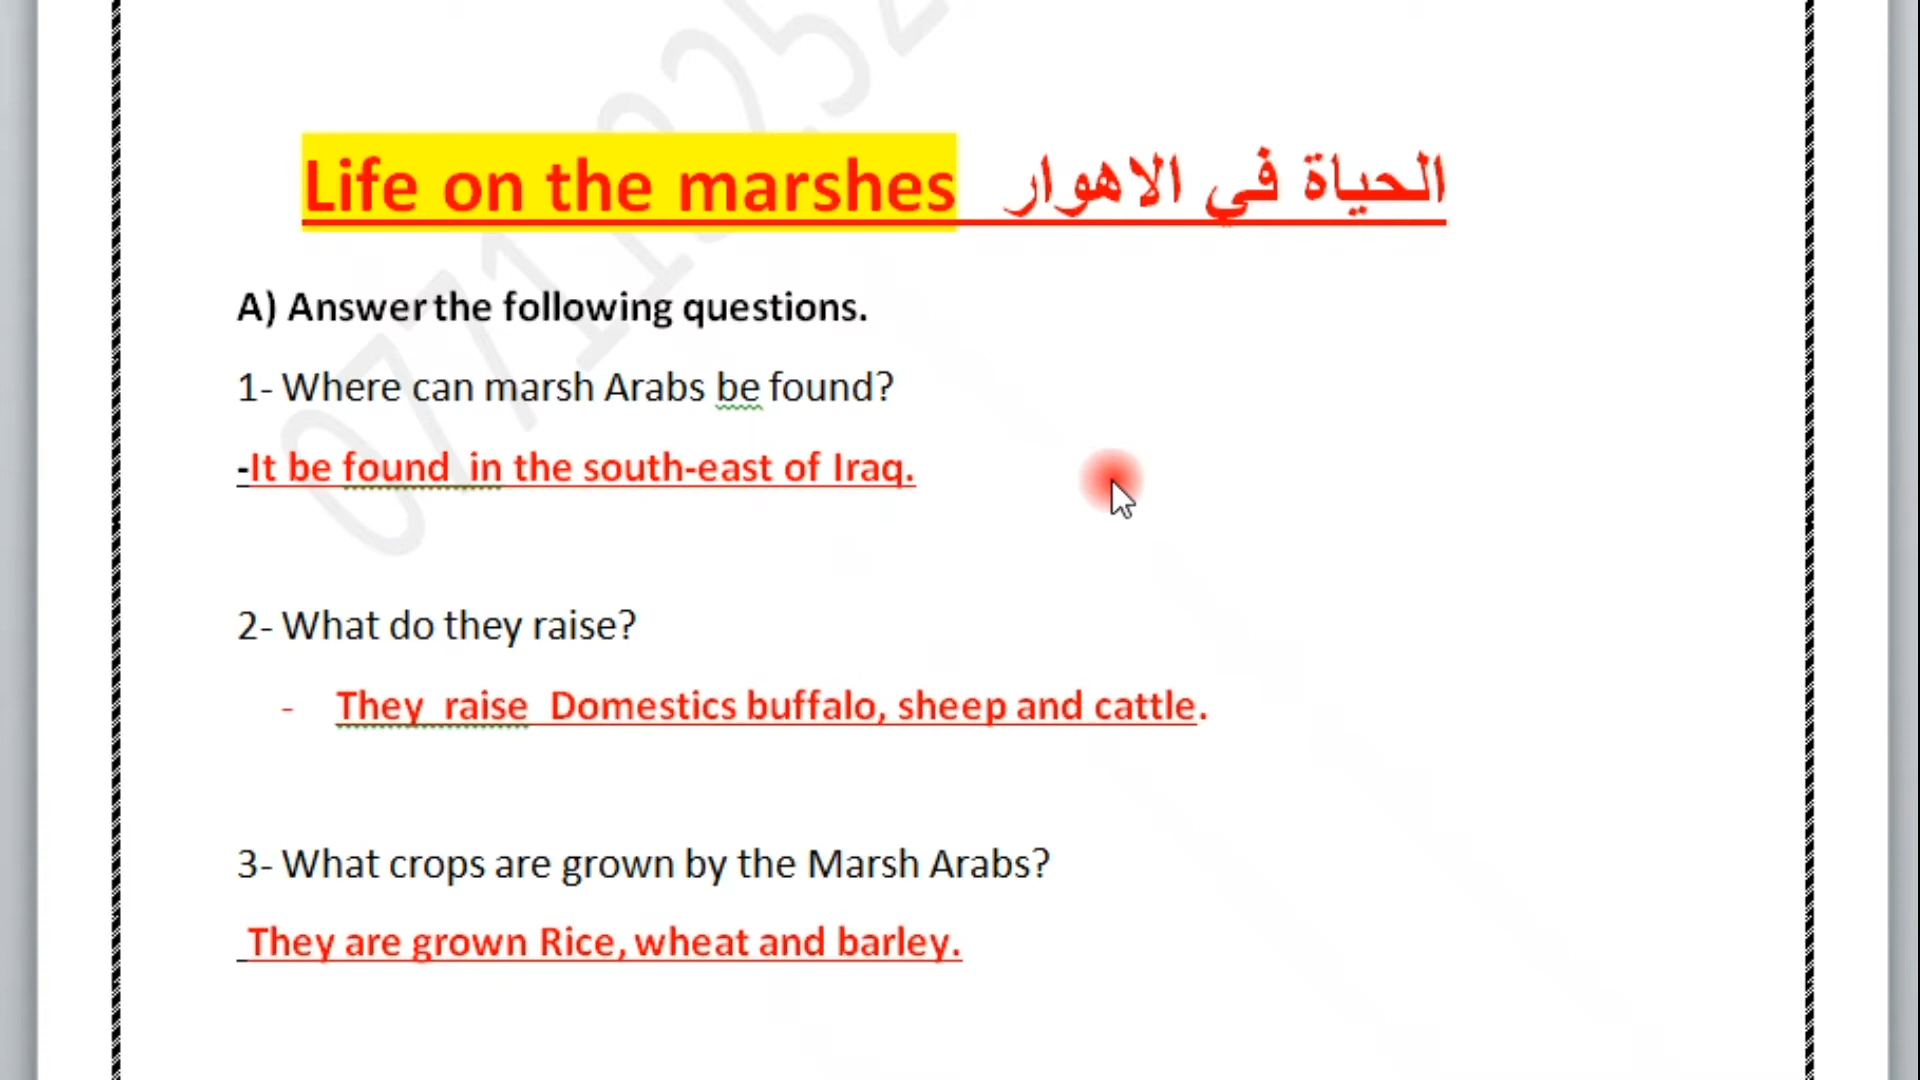 Life on the marshes الحياة في الاهوار
A) Answer the following questions.
1- Where can marsh Arabs be found?
-It be found in the south-east of Iraq.
2- What do they raise?
- They raise Domestics buffalo, sheep and cattle.
3- What crops are grown by the Marsh Arabs?
_They are grown Rice, wheat and barley.